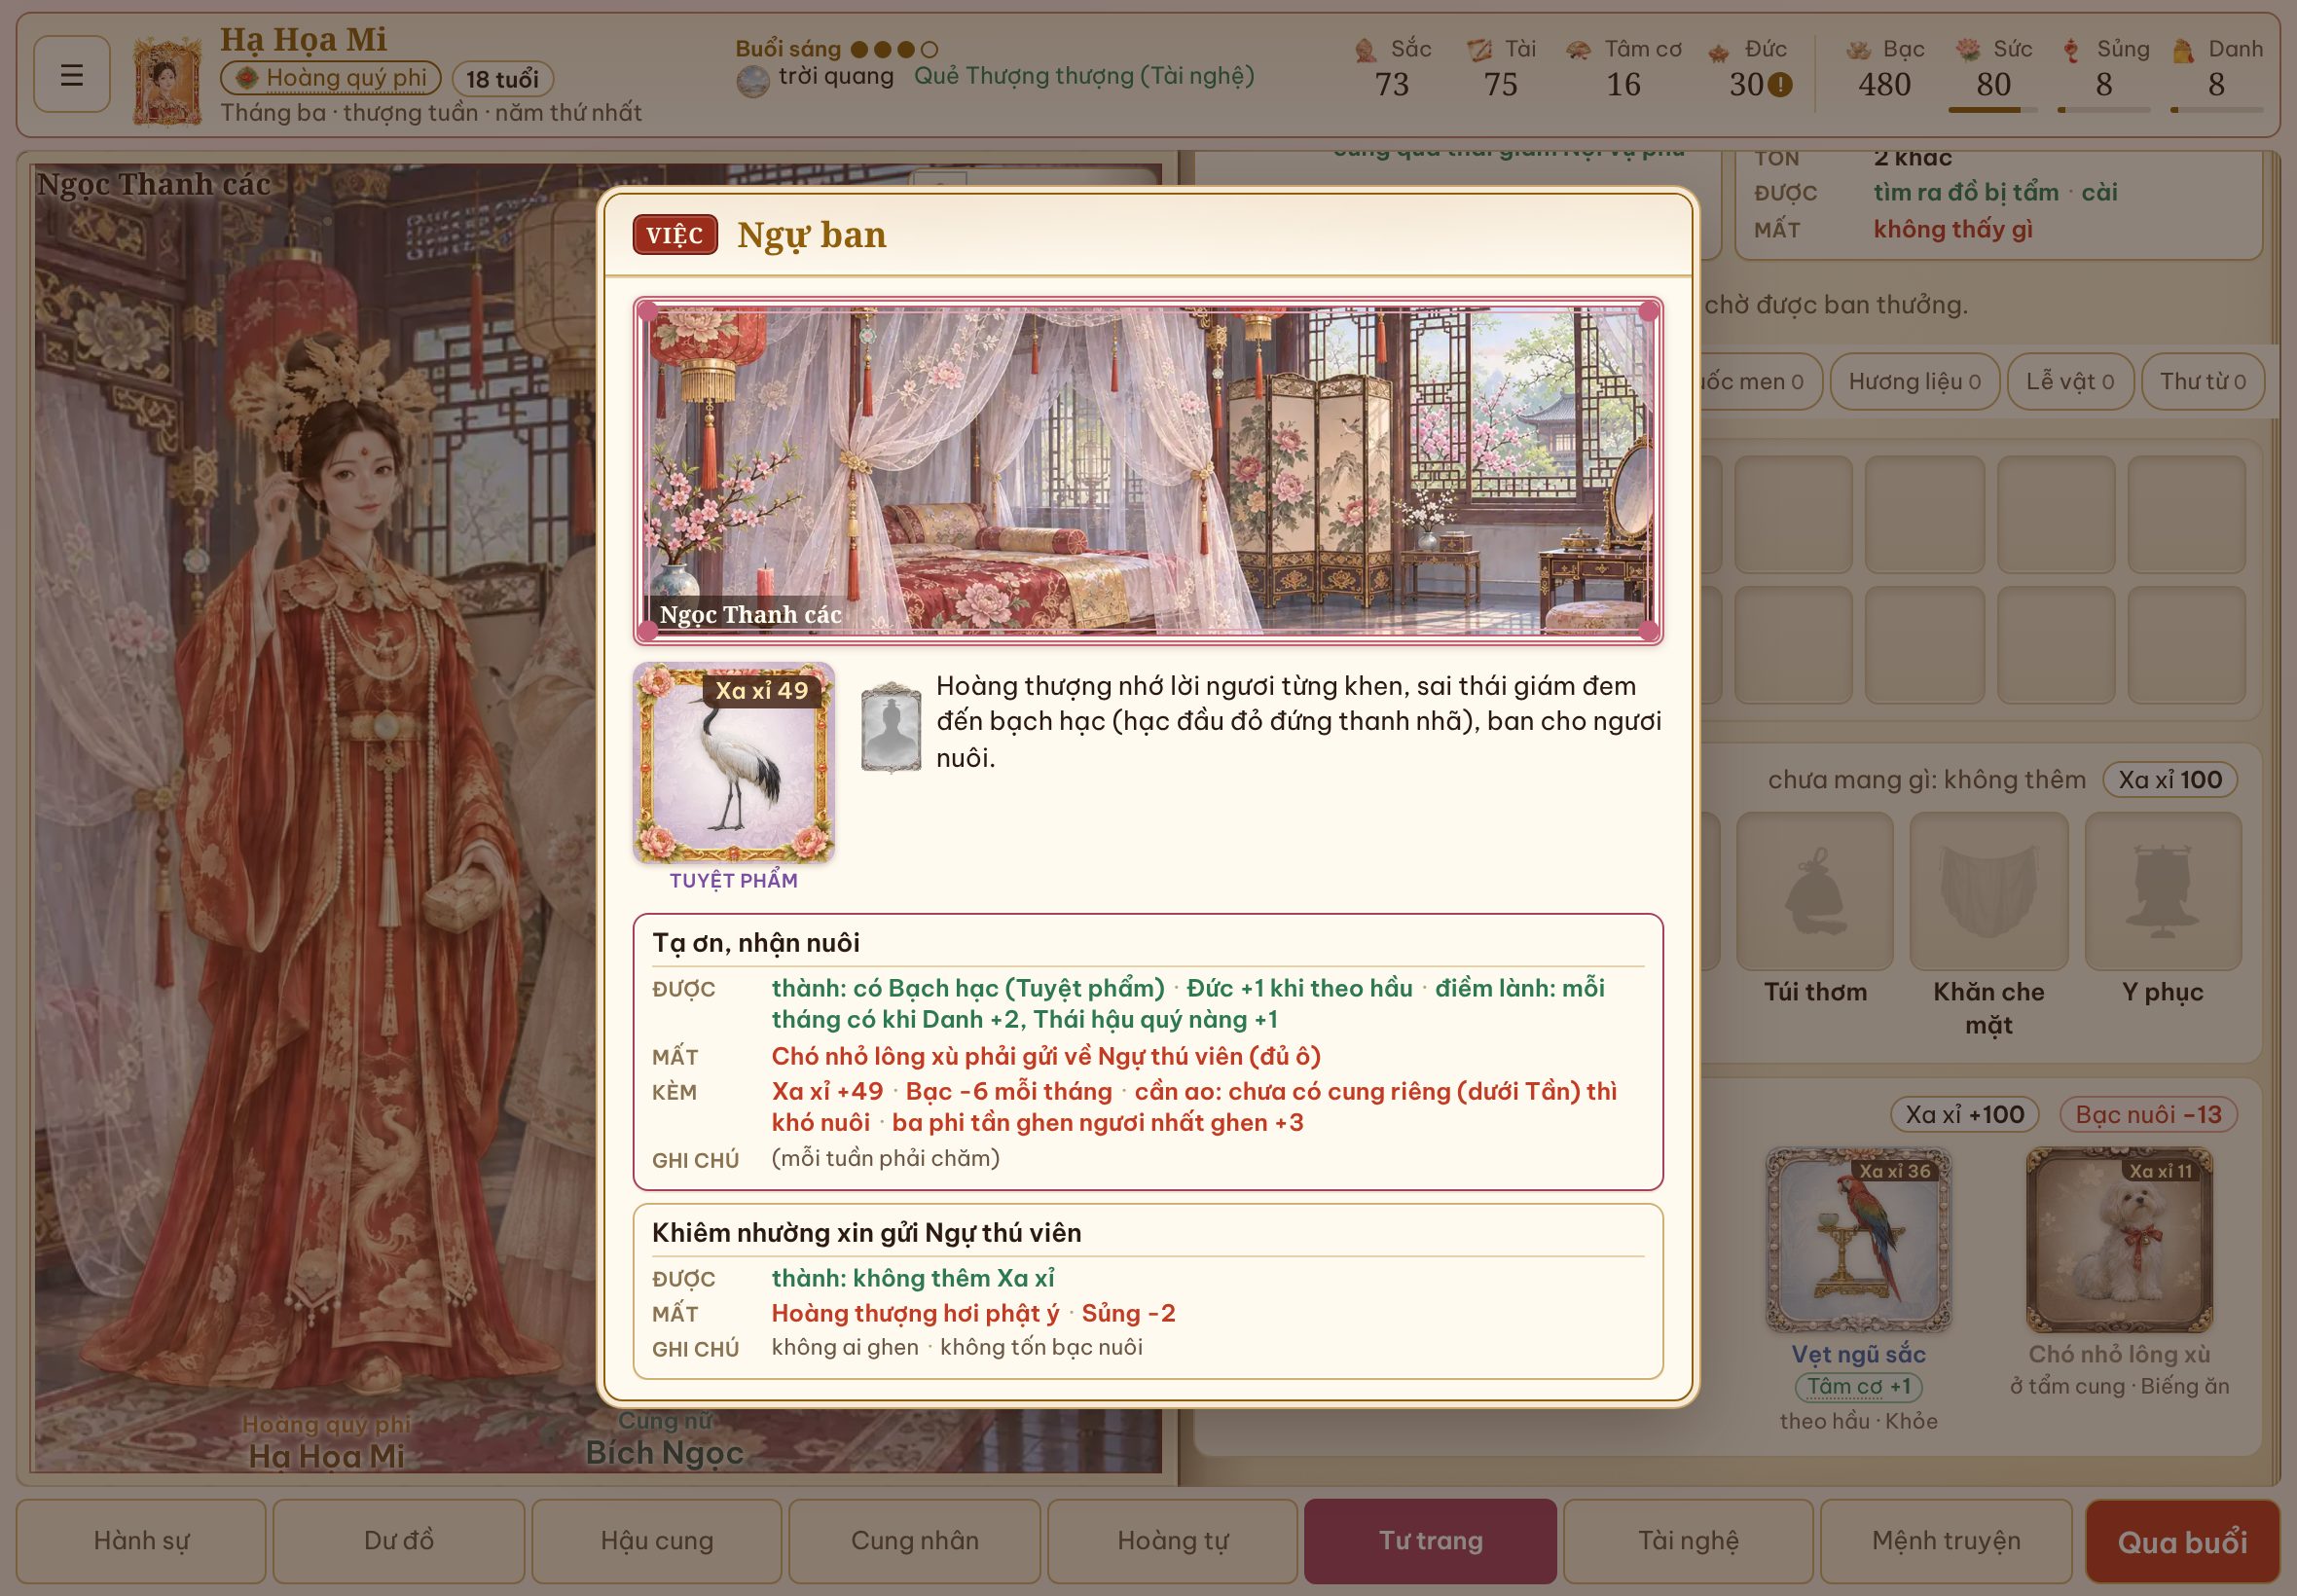 Hạ Họa Mi
Hoàng quý phi
18 tuổi
Tháng ba · thượng tuần · năm thứ nhất
Buổi sáng
trời quang
Quẻ Thượng thượng (Tài nghệ)
Sắc
73
Tài
75
Tâm cơ
16
Đức
30
!
Bạc
480
Sức
80
Sủng
8
Danh
8
Ngọc Thanh các
TỐN
2 khắc
ĐƯỢC
tìm ra đồ bị tẩm · cài
MẤT
không thấy gì
chờ được ban thưởng.
uốc men 0
Hương liệu 0
Lễ vật 0
Thư từ 0
chưa mang gì: không thêm
Xa xỉ 100
Túi thơm
Khăn che
mặt
Y phục
Xa xỉ +100
Bạc nuôi −13
Xa xỉ 36
Xa xỉ 11
Vẹt ngũ sắc
Tâm cơ +1
theo hầu · Khỏe
Chó nhỏ lông xù
ở tẩm cung · Biếng ăn
VIỆC
Ngự ban
Ngọc Thanh các
Xa xỉ 49
TUYỆT PHẨM
Hoàng thượng nhớ lời ngươi từng khen, sai thái giám đem
đến bạch hạc (hạc đầu đỏ đứng thanh nhã), ban cho ngươi
nuôi.
Tạ ơn, nhận nuôi
ĐƯỢC
thành: có Bạch hạc (Tuyệt phẩm) · Đức +1 khi theo hầu · điềm lành: mỗi
tháng có khi Danh +2, Thái hậu quý nàng +1
MẤT
Chó nhỏ lông xù phải gửi về Ngự thú viên (đủ ô)
KÈM
Xa xỉ +49 · Bạc −6 mỗi tháng · cần ao: chưa có cung riêng (dưới Tần) thì
khó nuôi · ba phi tần ghen ngươi nhất ghen +3
GHI CHÚ
(mỗi tuần phải chăm)
Khiêm nhường xin gửi Ngự thú viên
ĐƯỢC
thành: không thêm Xa xỉ
MẤT
Hoàng thượng hơi phật ý · Sủng −2
GHI CHÚ
không ai ghen · không tốn bạc nuôi
Hoàng quý phi
Hạ Họa Mi
Cung nữ
Bích Ngọc
Hành sự
Dư đồ
Hậu cung
Cung nhân
Hoàng tự
Tư trang
Tài nghệ
Mệnh truyện
Qua buổi